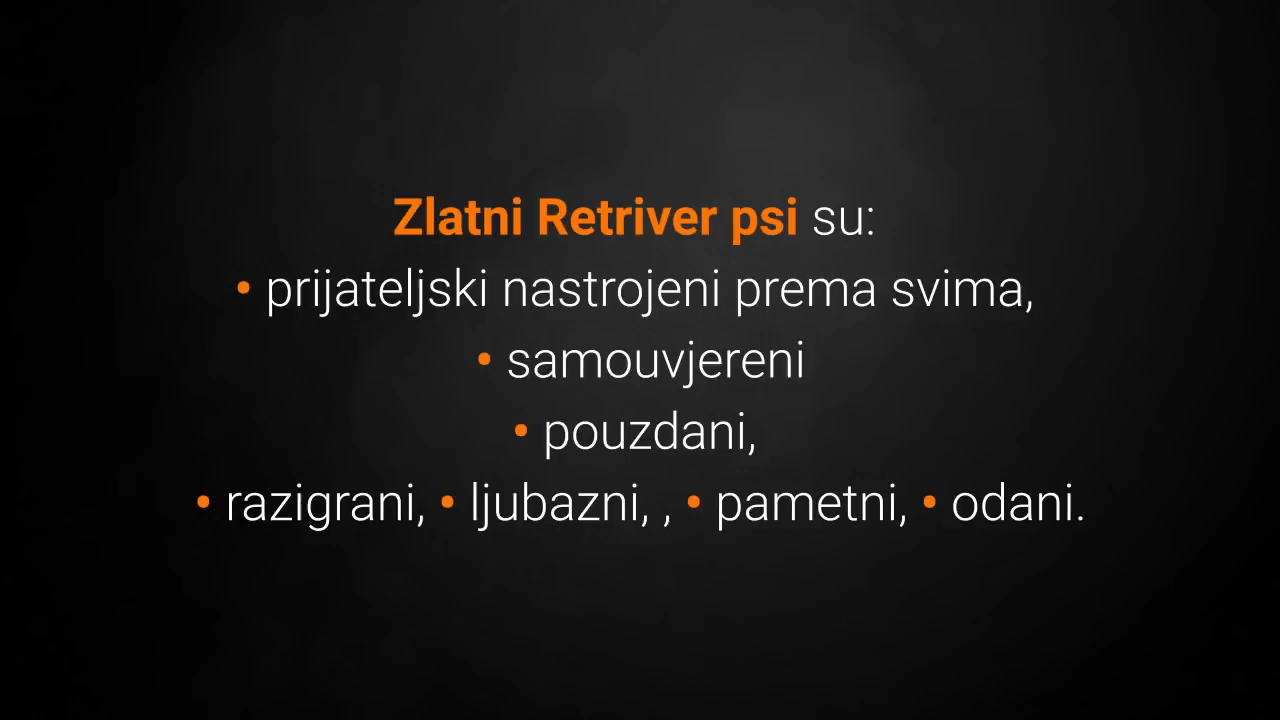 Zlatni Retriver psi su:
• prijateljski nastrojeni prema svima,
• samouvjereni
• pouzdani,
• razigrani, • ljubazni, , • pametni, • odani.